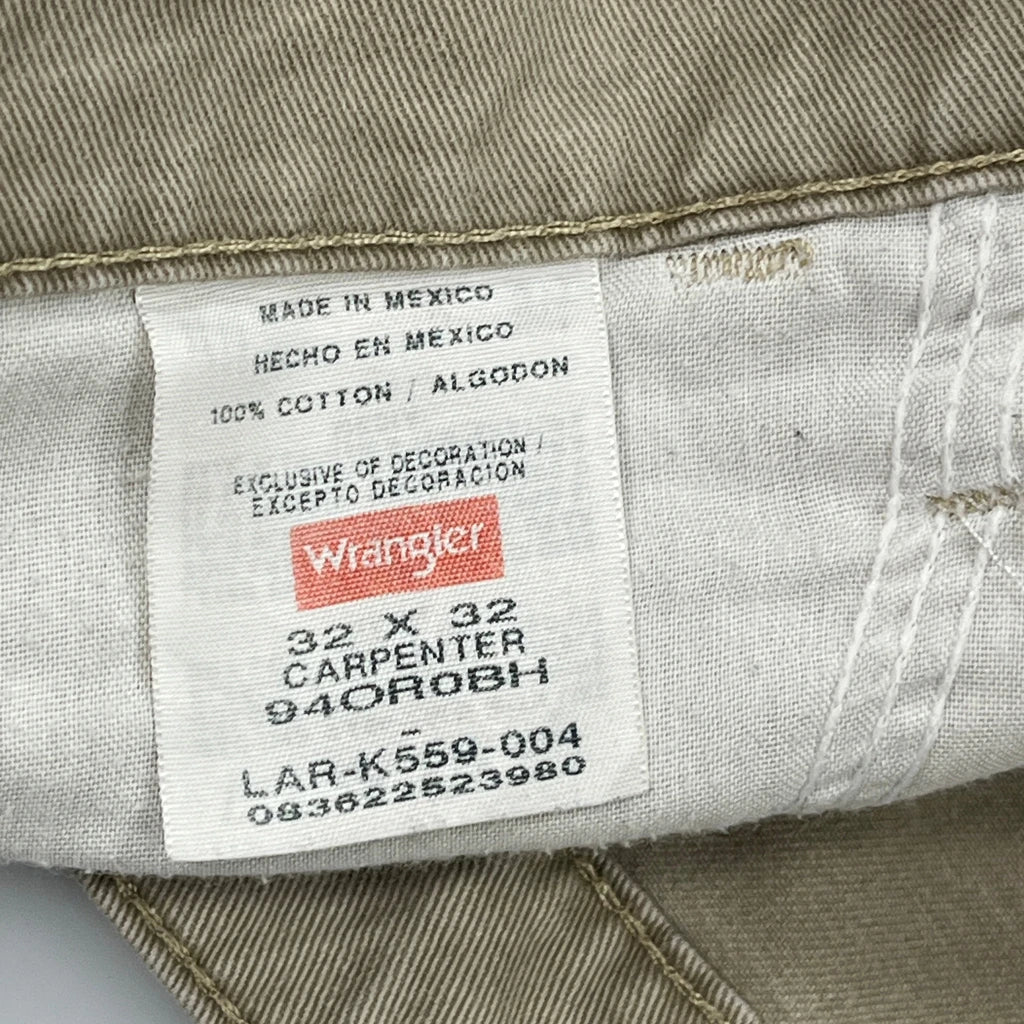 MADE IN MEXICO
HECHO EN MEXICO
100% COTTON / ALGODON
EXCLUSIVE OF DECORATION /
EXCEPTO DECORACION
Wrangler
32 X 32
CARPENTER
94OR0BH
-
LAR-K559-004
083622523980